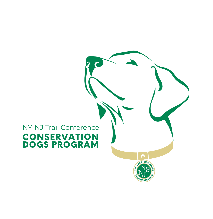 NY-NJ Trail Conference
CONSERVATION
DOGS PROGRAM